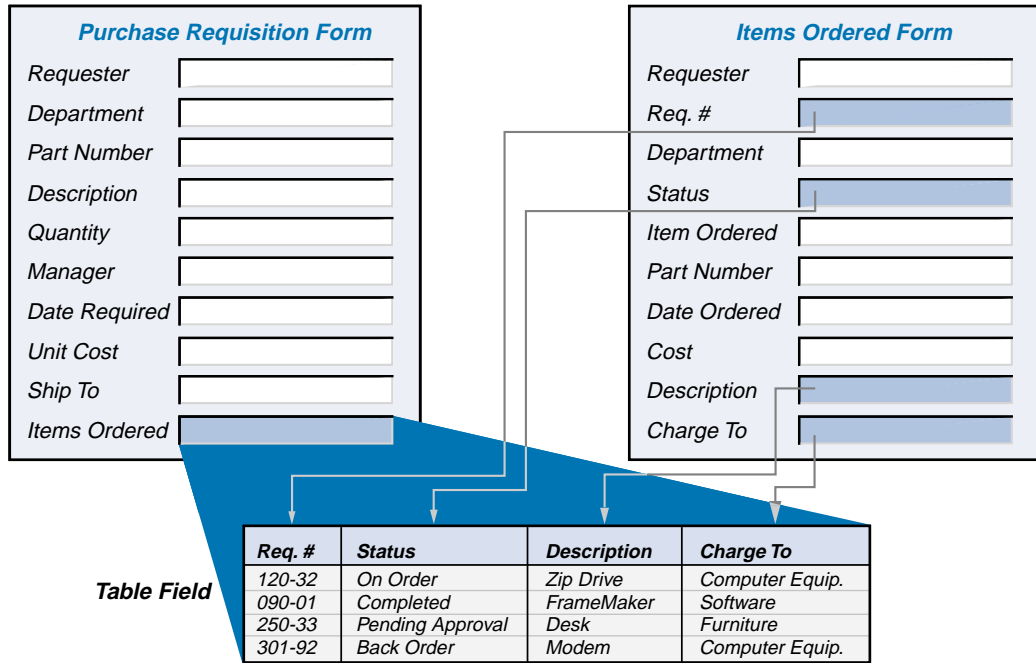 Purchase Requisition Form
Requester
Department
Part Number
Description
Quantity
Manager
Date Required
Unit Cost
Ship To
Items Ordered
Items Ordered Form
Requester
Req. #
Department
Status
Item Ordered
Part Number
Date Ordered
Cost
Description
Charge To
Table Field
Req. # Status Description Charge To
120-32 On Order Zip Drive Computer Equip.
090-01 Completed FrameMaker Software
250-33 Pending Approval Desk Furniture
301-92 Back Order Modem Computer Equip.